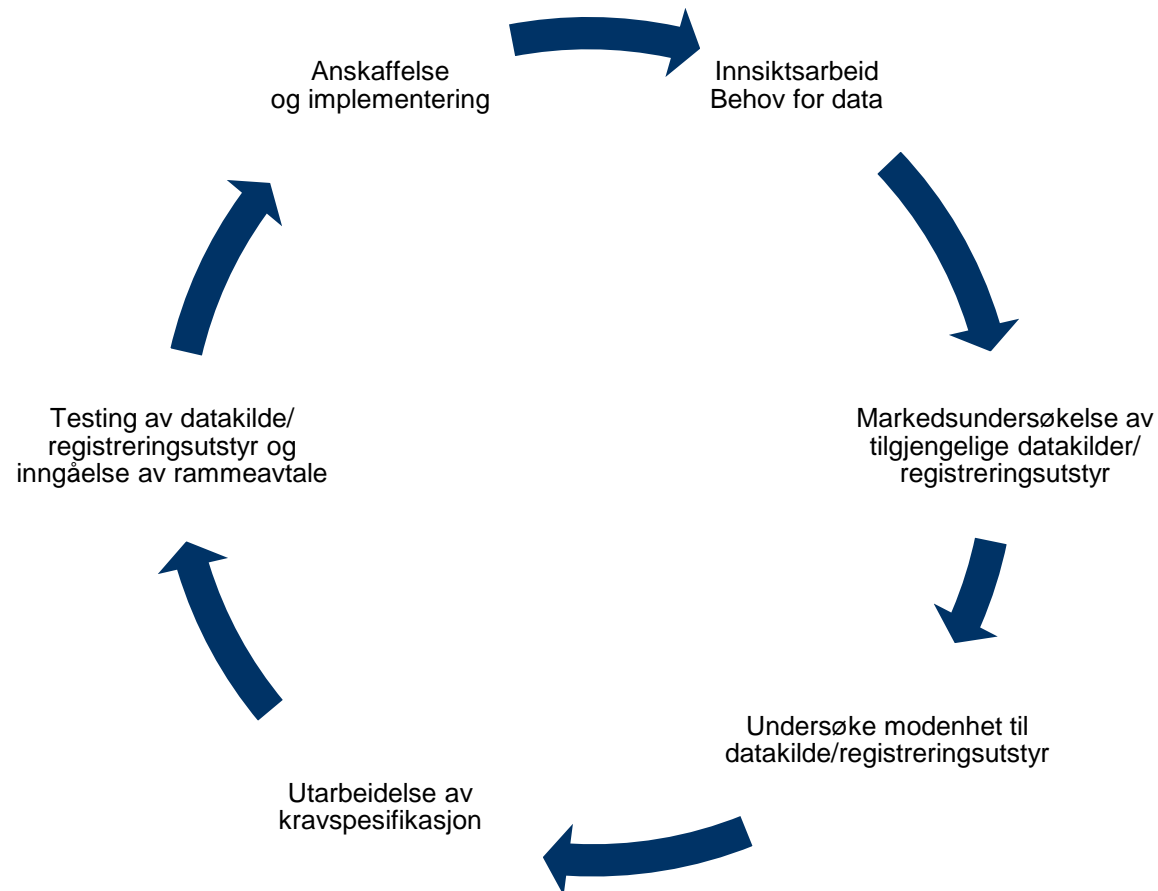 Anskaffelse
og implementering
Innsiktsarbeid
Behov for data
Markedsundersøkelse av
tilgjengelige datakilder/
registreringsutstyr
Undersøke modenhet til
datakilde/registreringsutstyr
Utarbeidelse av
kravspesifikasjon
Testing av datakilde/
registreringsutstyr og
inngåelse av rammeavtale